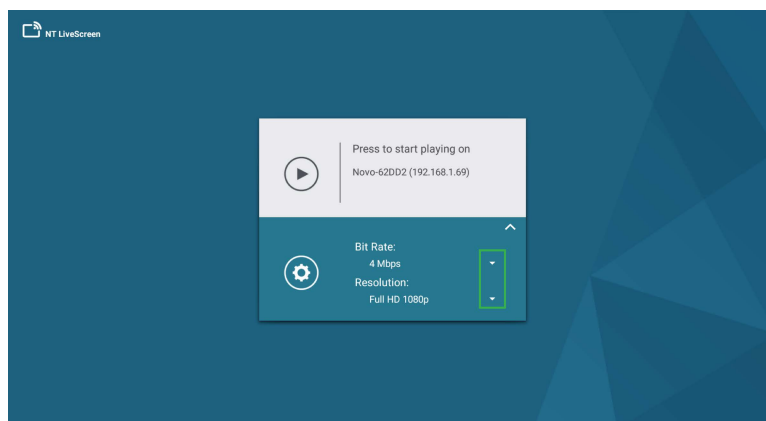 NT LiveScreen
Press to start playing on
Novo-62DD2 (192.168.1.69)
Bit Rate:
4 Mbps
Resolution:
Full HD 1080p